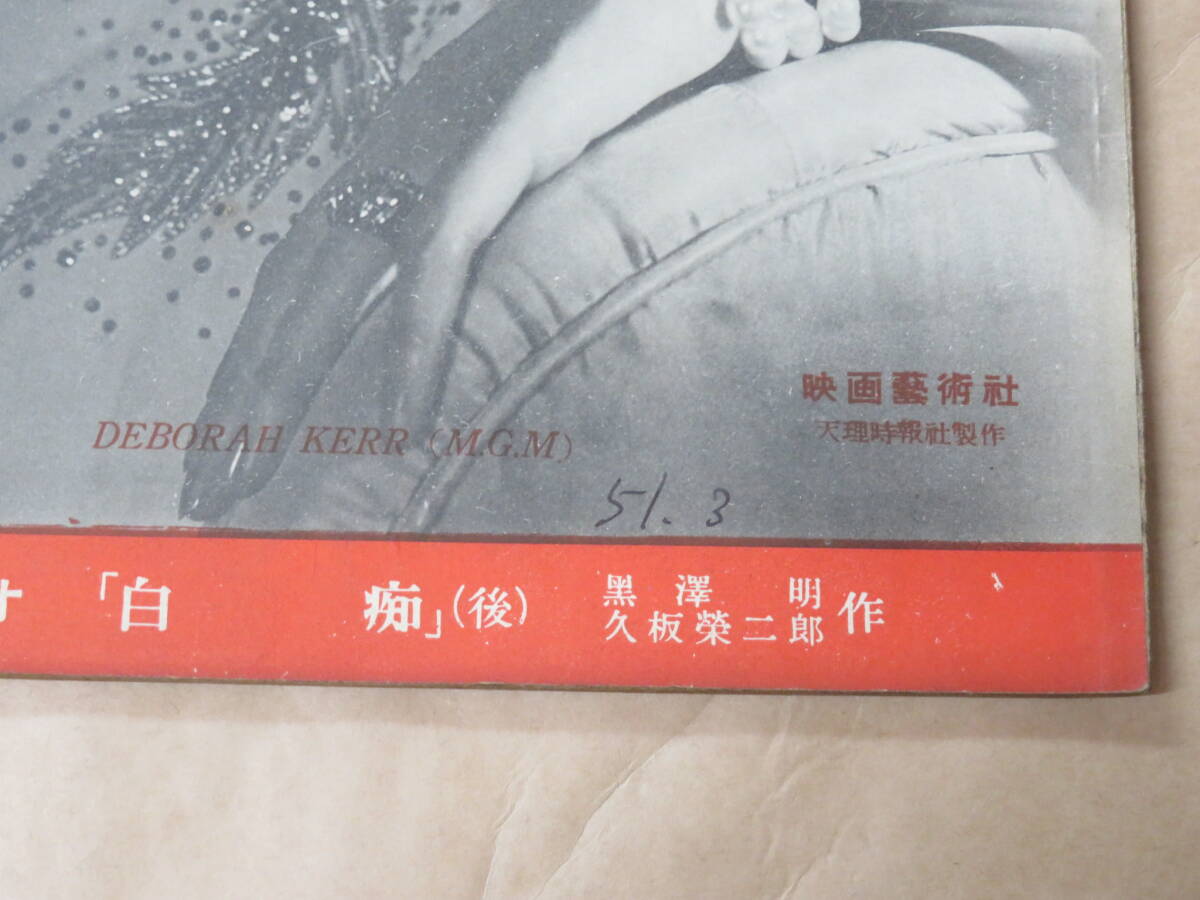 映画藝術社
天理時報社製作
DEBORAH KERR (M.G.M)
51.3
「白痴」(後) 黒澤明 久板榮二郎 作